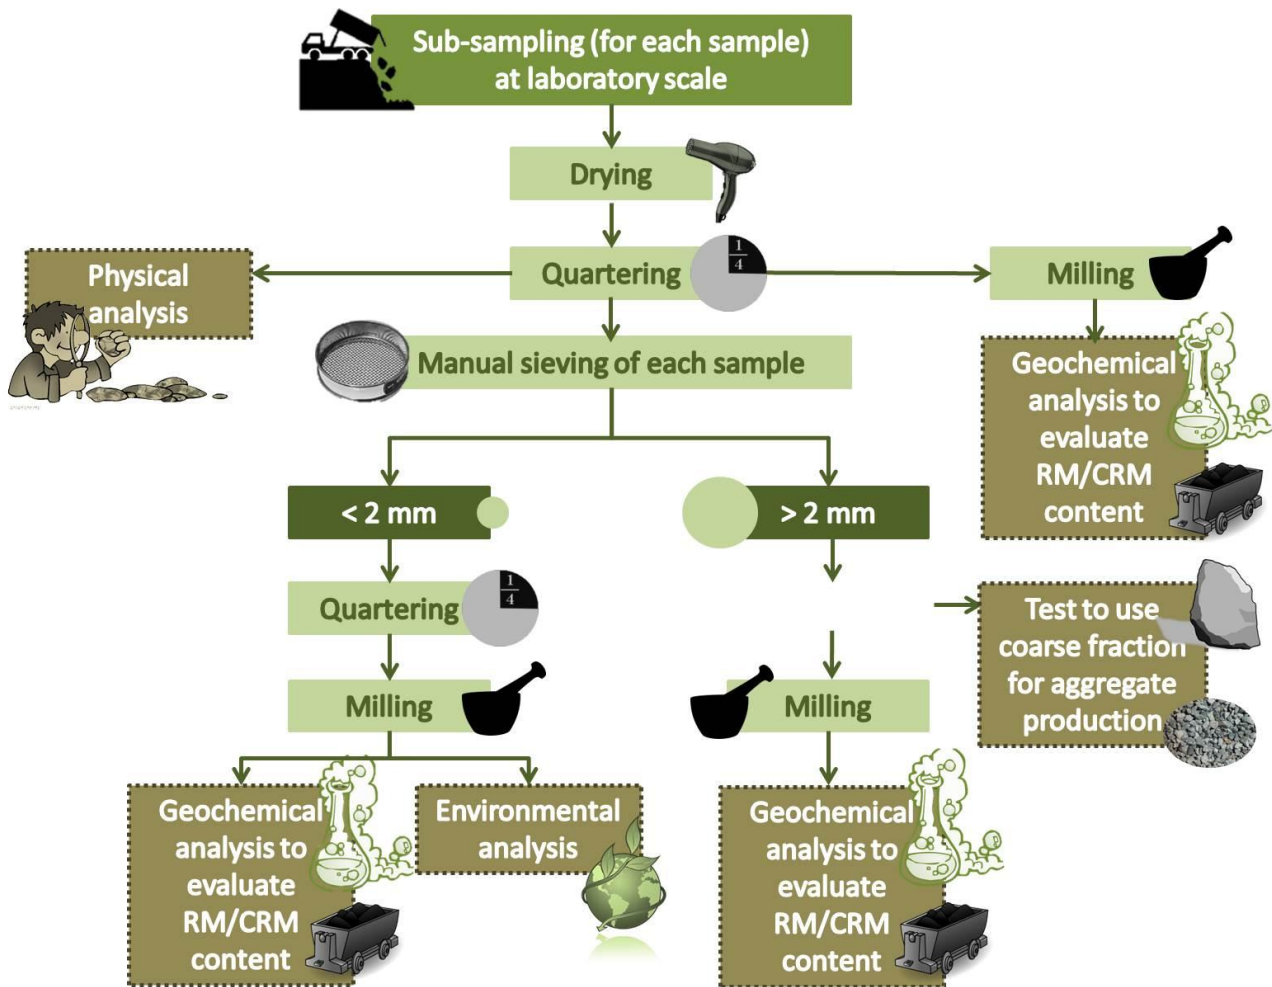 Sub-sampling (for each sample)
at laboratory scale
Drying
Quartering
1
4
Physical
analysis
Milling
Manual sieving of each sample
Geochemical
analysis to
evaluate
RM/CRM
content
< 2 mm
> 2 mm
Quartering
1
4
Test to use
coarse fraction
for aggregate
production
Milling
Milling
Geochemical
analysis to
evaluate
RM/CRM
content
Environmental
analysis
Geochemical
analysis to
evaluate
RM/CRM
content